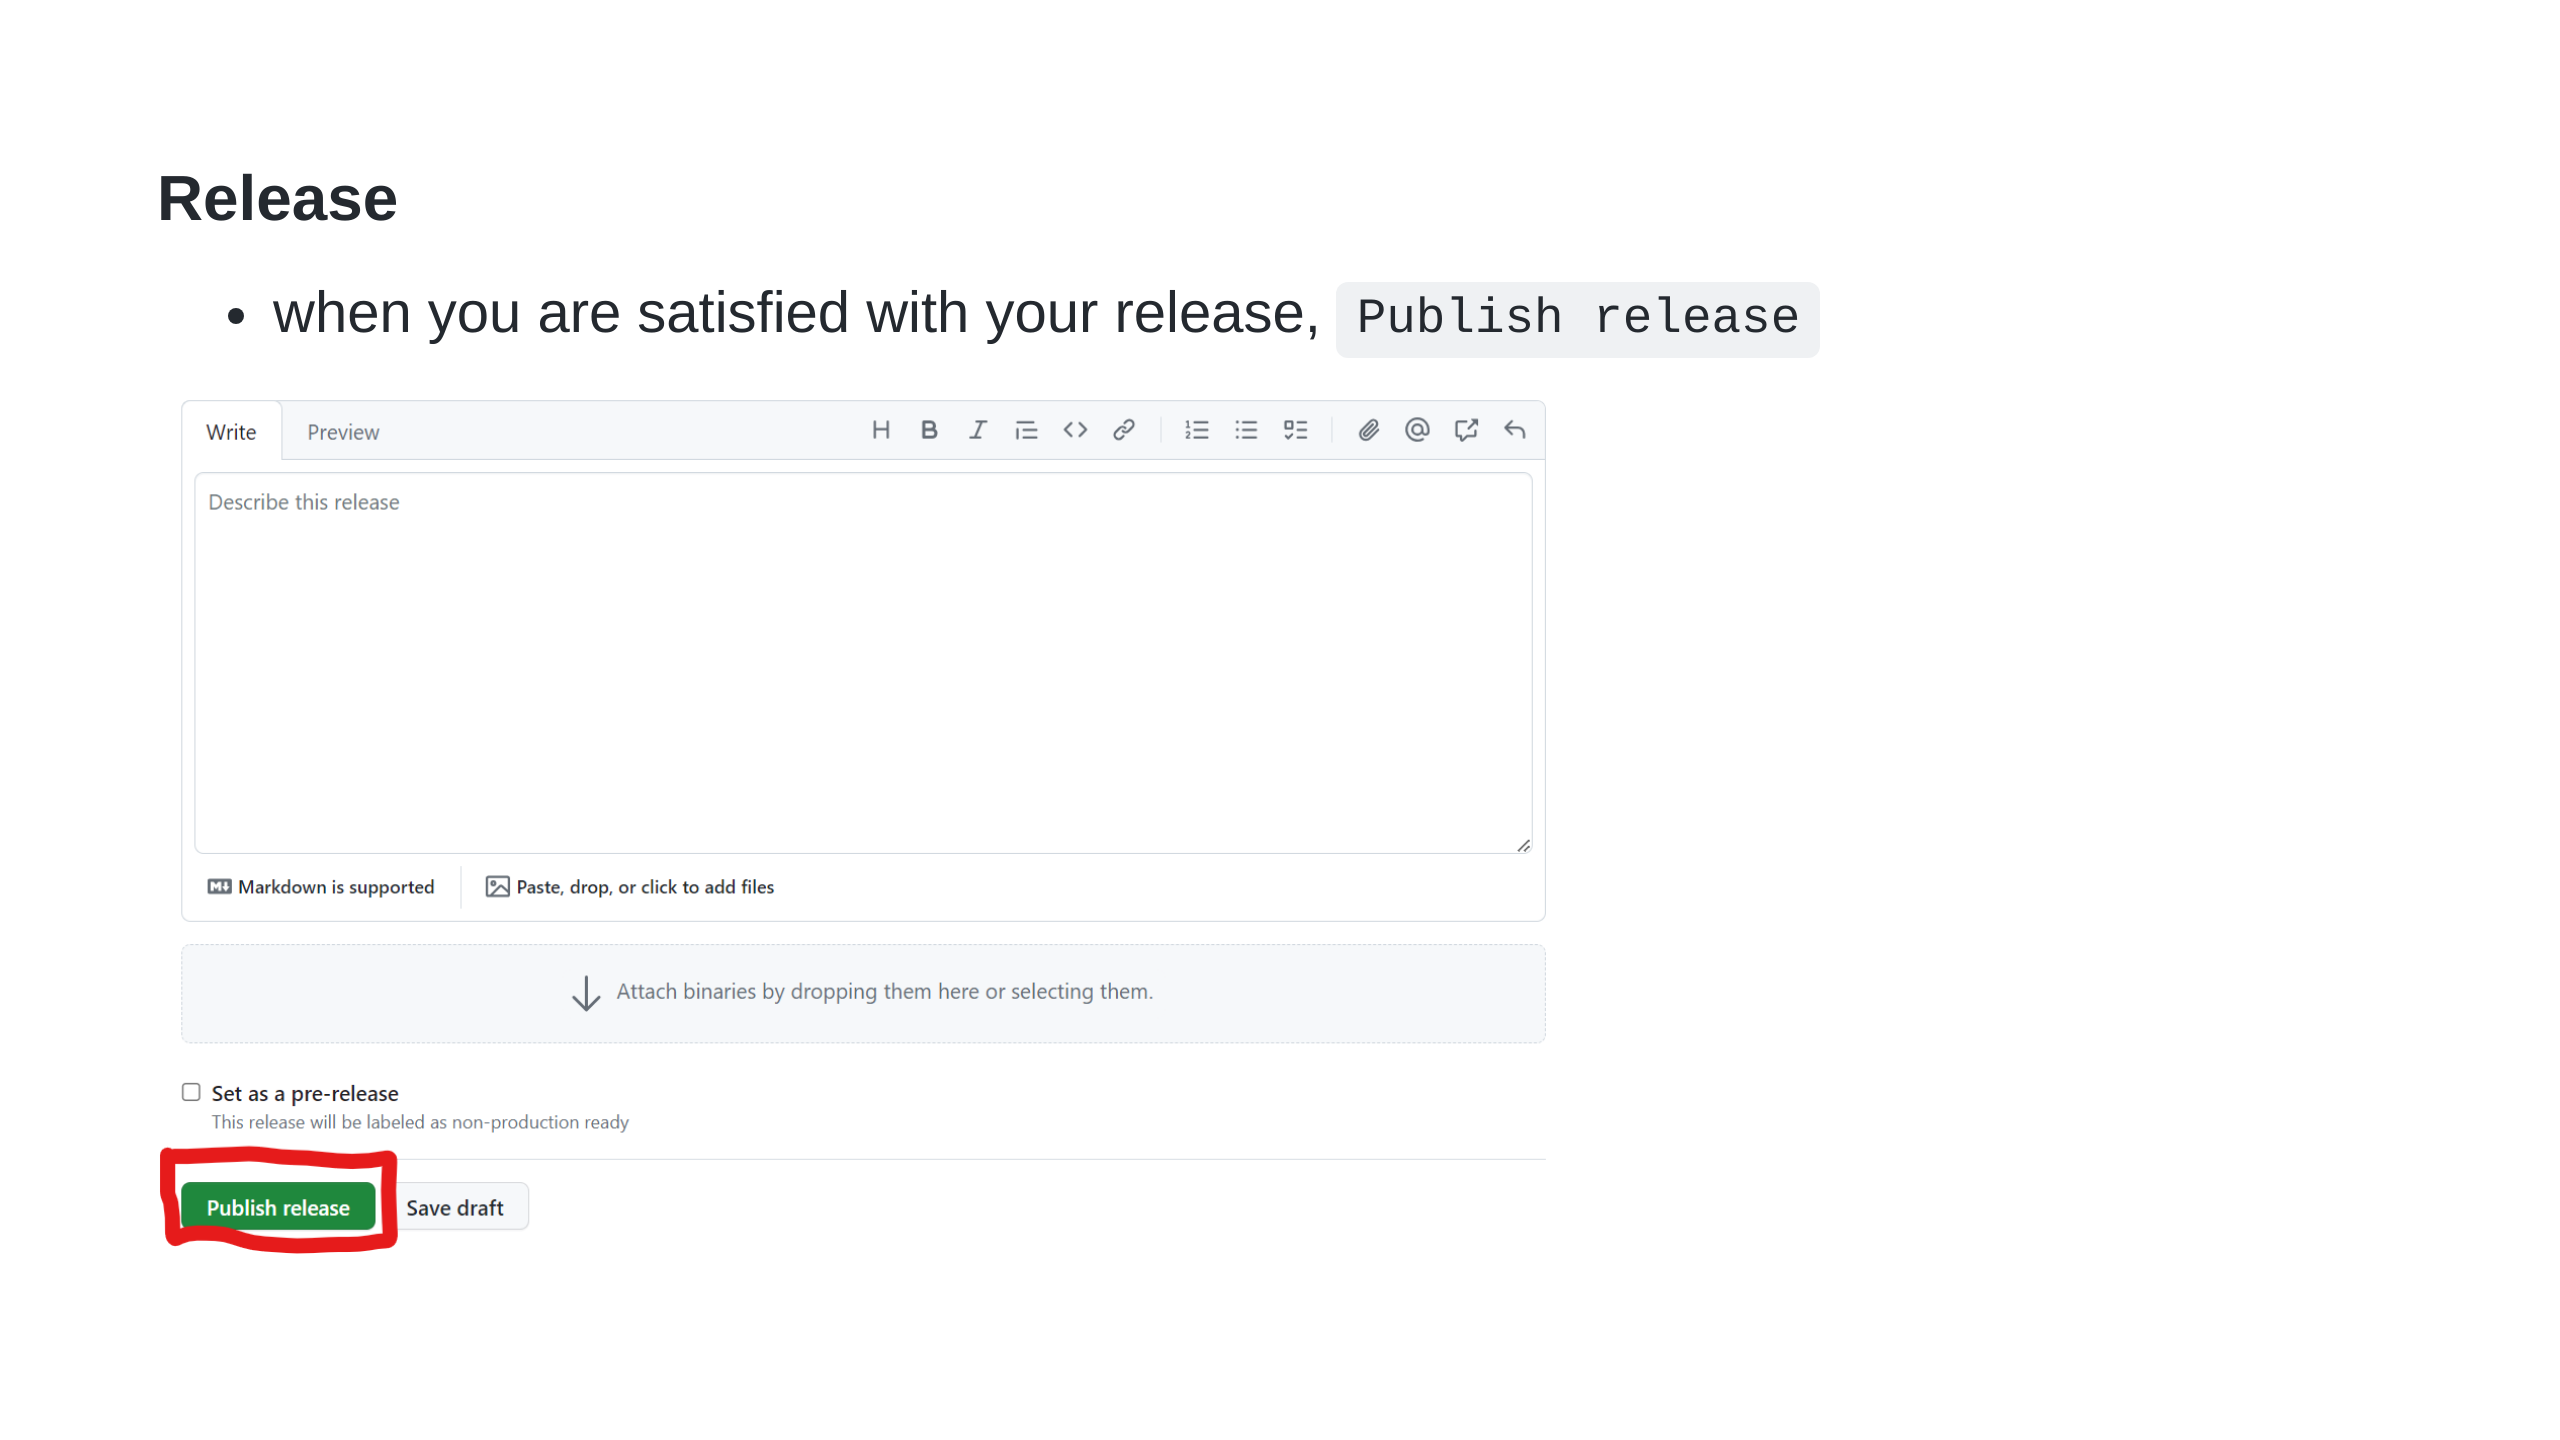 Release
• when you are satisfied with your release, Publish release
Write Preview
Describe this release
Markdown is supported Paste, drop, or click to add files
Attach binaries by dropping them here or selecting them.
Set as a pre-release
This release will be labeled as non-production ready
Publish release Save draft